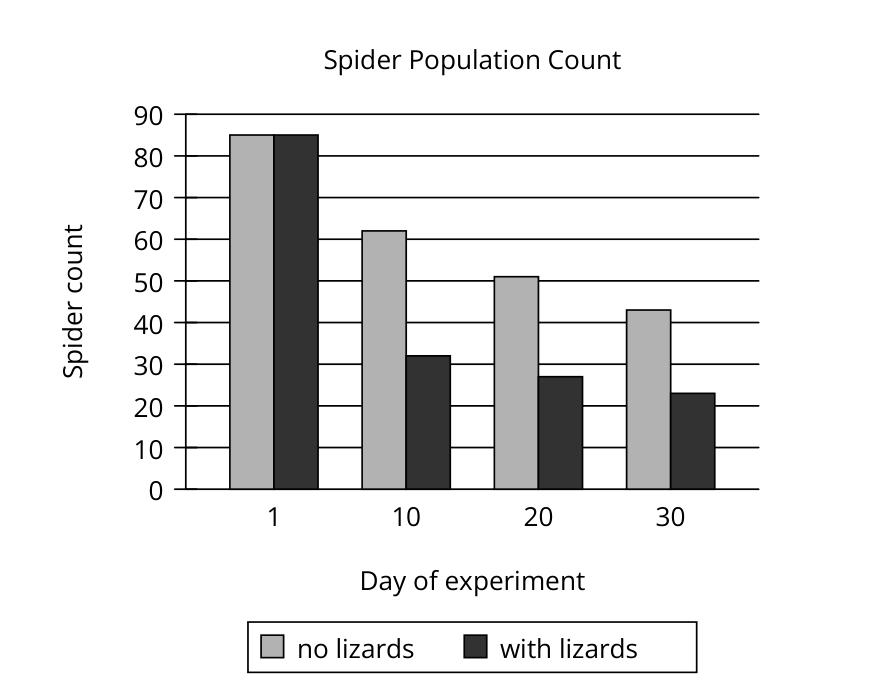 Spider Population Count
90
80
70
60
50
40
30
20
10
0
Spider count
1 10 20 30
Day of experiment
no lizards with lizards